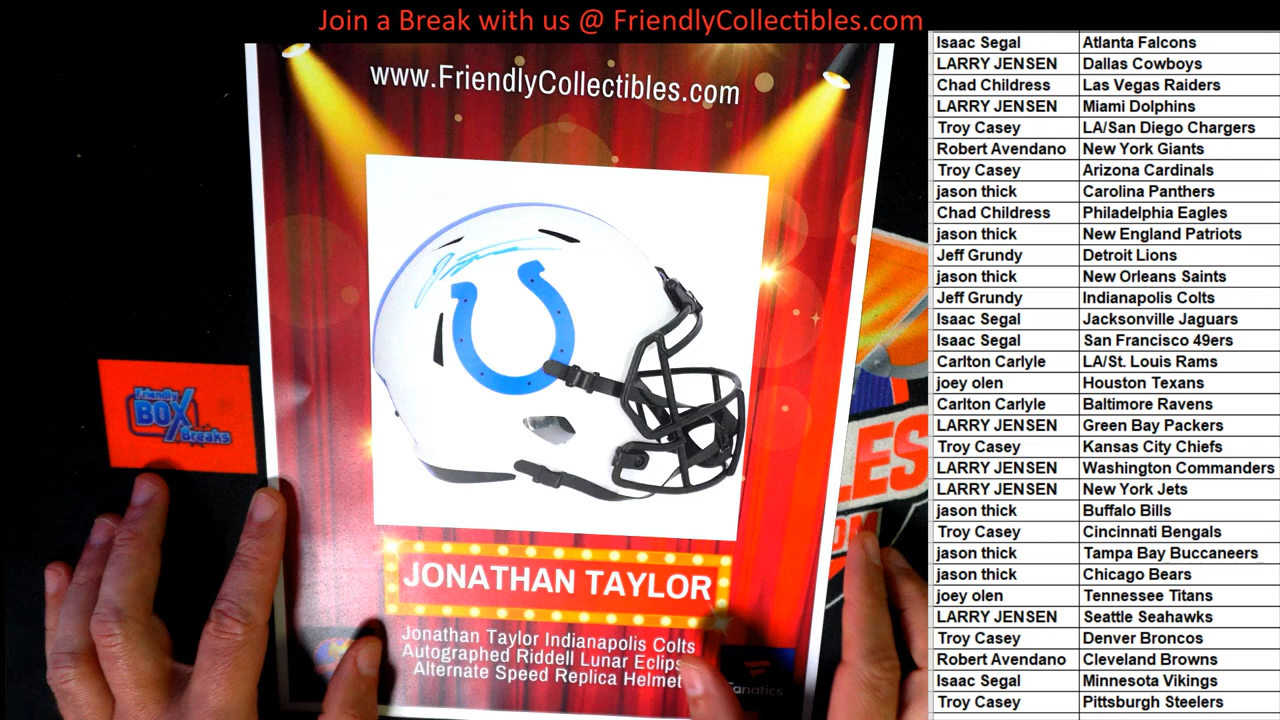 Join a Break with us @ FriendlyCollectibles.com
www.FriendlyCollectibles.com
Friendly
BOX
Breaks
JONATHAN TAYLOR
Jonathan Taylor Indianapolis Colts
Autographed Riddell Lunar Eclips
Alternate Speed Replica Helmet
Fanatics
LES
OM
Isaac Segal Atlanta Falcons
LARRY JENSEN Dallas Cowboys
Chad Childress Las Vegas Raiders
LARRY JENSEN Miami Dolphins
Troy Casey LA/San Diego Chargers
Robert Avendano New York Giants
Troy Casey Arizona Cardinals
jason thick Carolina Panthers
Chad Childress Philadelphia Eagles
jason thick New England Patriots
Jeff Grundy Detroit Lions
jason thick New Orleans Saints
Jeff Grundy Indianapolis Colts
Isaac Segal Jacksonville Jaguars
Isaac Segal San Francisco 49ers
Carlton Carlyle LA/St. Louis Rams
joey olen Houston Texans
Carlton Carlyle Baltimore Ravens
LARRY JENSEN Green Bay Packers
Troy Casey Kansas City Chiefs
LARRY JENSEN Washington Commanders
LARRY JENSEN New York Jets
jason thick Buffalo Bills
Troy Casey Cincinnati Bengals
jason thick Tampa Bay Buccaneers
jason thick Chicago Bears
joey olen Tennessee Titans
LARRY JENSEN Seattle Seahawks
Troy Casey Denver Broncos
Robert Avendano Cleveland Browns
Isaac Segal Minnesota Vikings
Troy Casey Pittsburgh Steelers